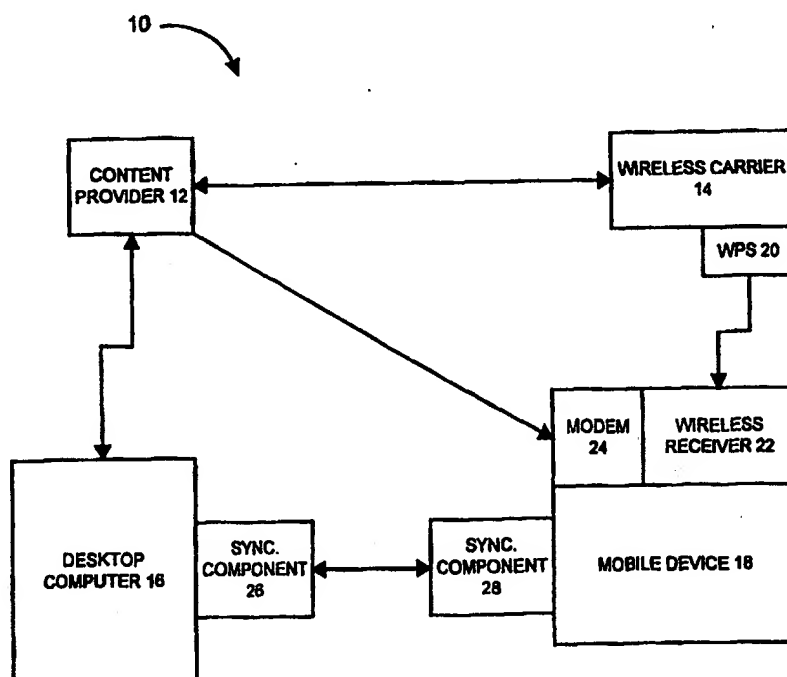 10
CONTENT
PROVIDER 12
WIRELESS CARRIER
14
WPS 20
MODEM
24
WIRELESS
RECEIVER 22
DESKTOP
COMPUTER 16
SYNC.
COMPONENT
26
SYNC.
COMPONENT
28
MOBILE DEVICE 18